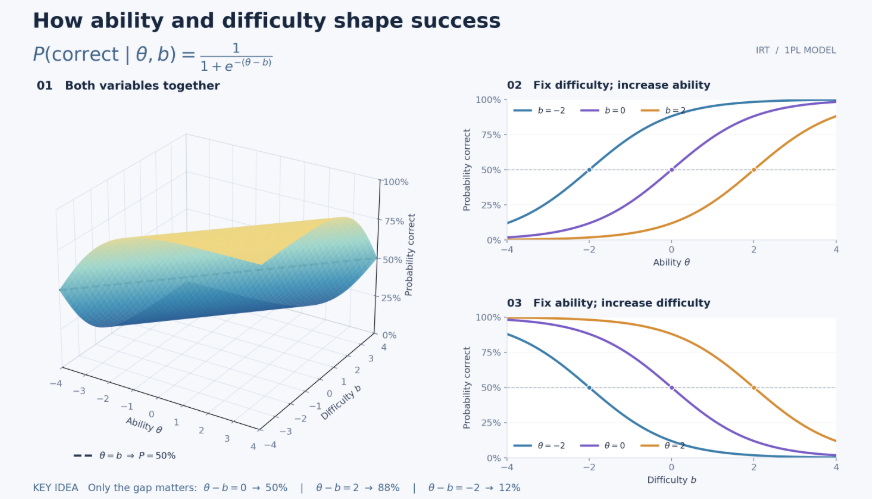 How ability and difficulty shape success
P(correct | θ, b) = 1 / (1 + e^−(θ−b))
IRT / 1PL MODEL
01 Both variables together
100%
75%
50%
25%
0%
Probability correct
−4 −3 −2 −1 0 1 2 3 4
Ability θ
−4 −3 −2 −1 0 1 2 3 4
Difficulty b
θ = b ⇒ P = 50%
02 Fix difficulty; increase ability
b = −2 b = 0 b = 2
100%
75%
50%
25%
0%
Probability correct
−4 −2 0 2 4
Ability θ
03 Fix ability; increase difficulty
100%
75%
50%
25%
0%
Probability correct
θ = −2 θ = 0 θ = 2
−4 −2 0 2 4
Difficulty b
KEY IDEA Only the gap matters: θ − b = 0 → 50% | θ − b = 2 → 88% | θ − b = −2 → 12%